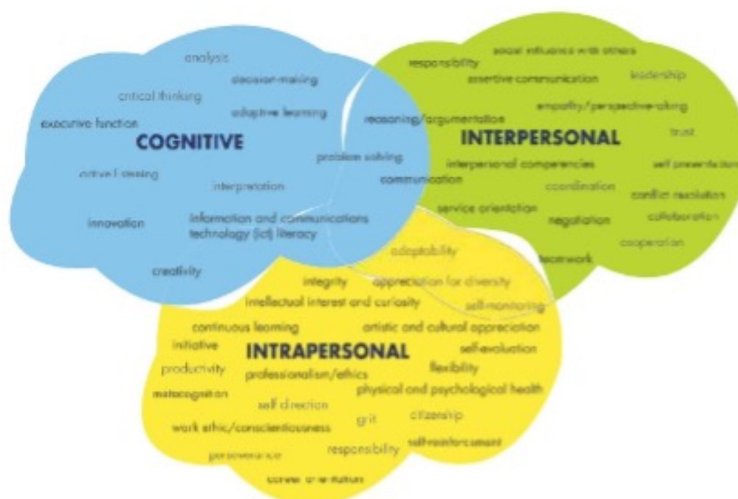 analysis
decision-making
critical thinking
adaptive learning
executive function
COGNITIVE
problem solving
active listening
interpretation
innovation
information and communications
technology (ict) literacy
creativity
social influence with others
responsibility
assertive communication
leadership
empathy/perspective-taking
reasoning/argumentation
trust
INTERPERSONAL
interpersonal competencies
self presentation
communication
coordination
conflict resolution
service orientation
collaboration
negotiation
cooperation
teamwork
adaptability
integrity
appreciation for diversity
intellectual interest and curiosity
self-monitoring
continuous learning
artistic and cultural appreciation
initiative
INTRAPERSONAL
self-evaluation
productivity
professionalism/ethics
flexibility
metacognition
physical and psychological health
self direction
grit
citizenship
work ethic/conscientiousness
responsibility
self-reinforcement
perseverance
career orientation